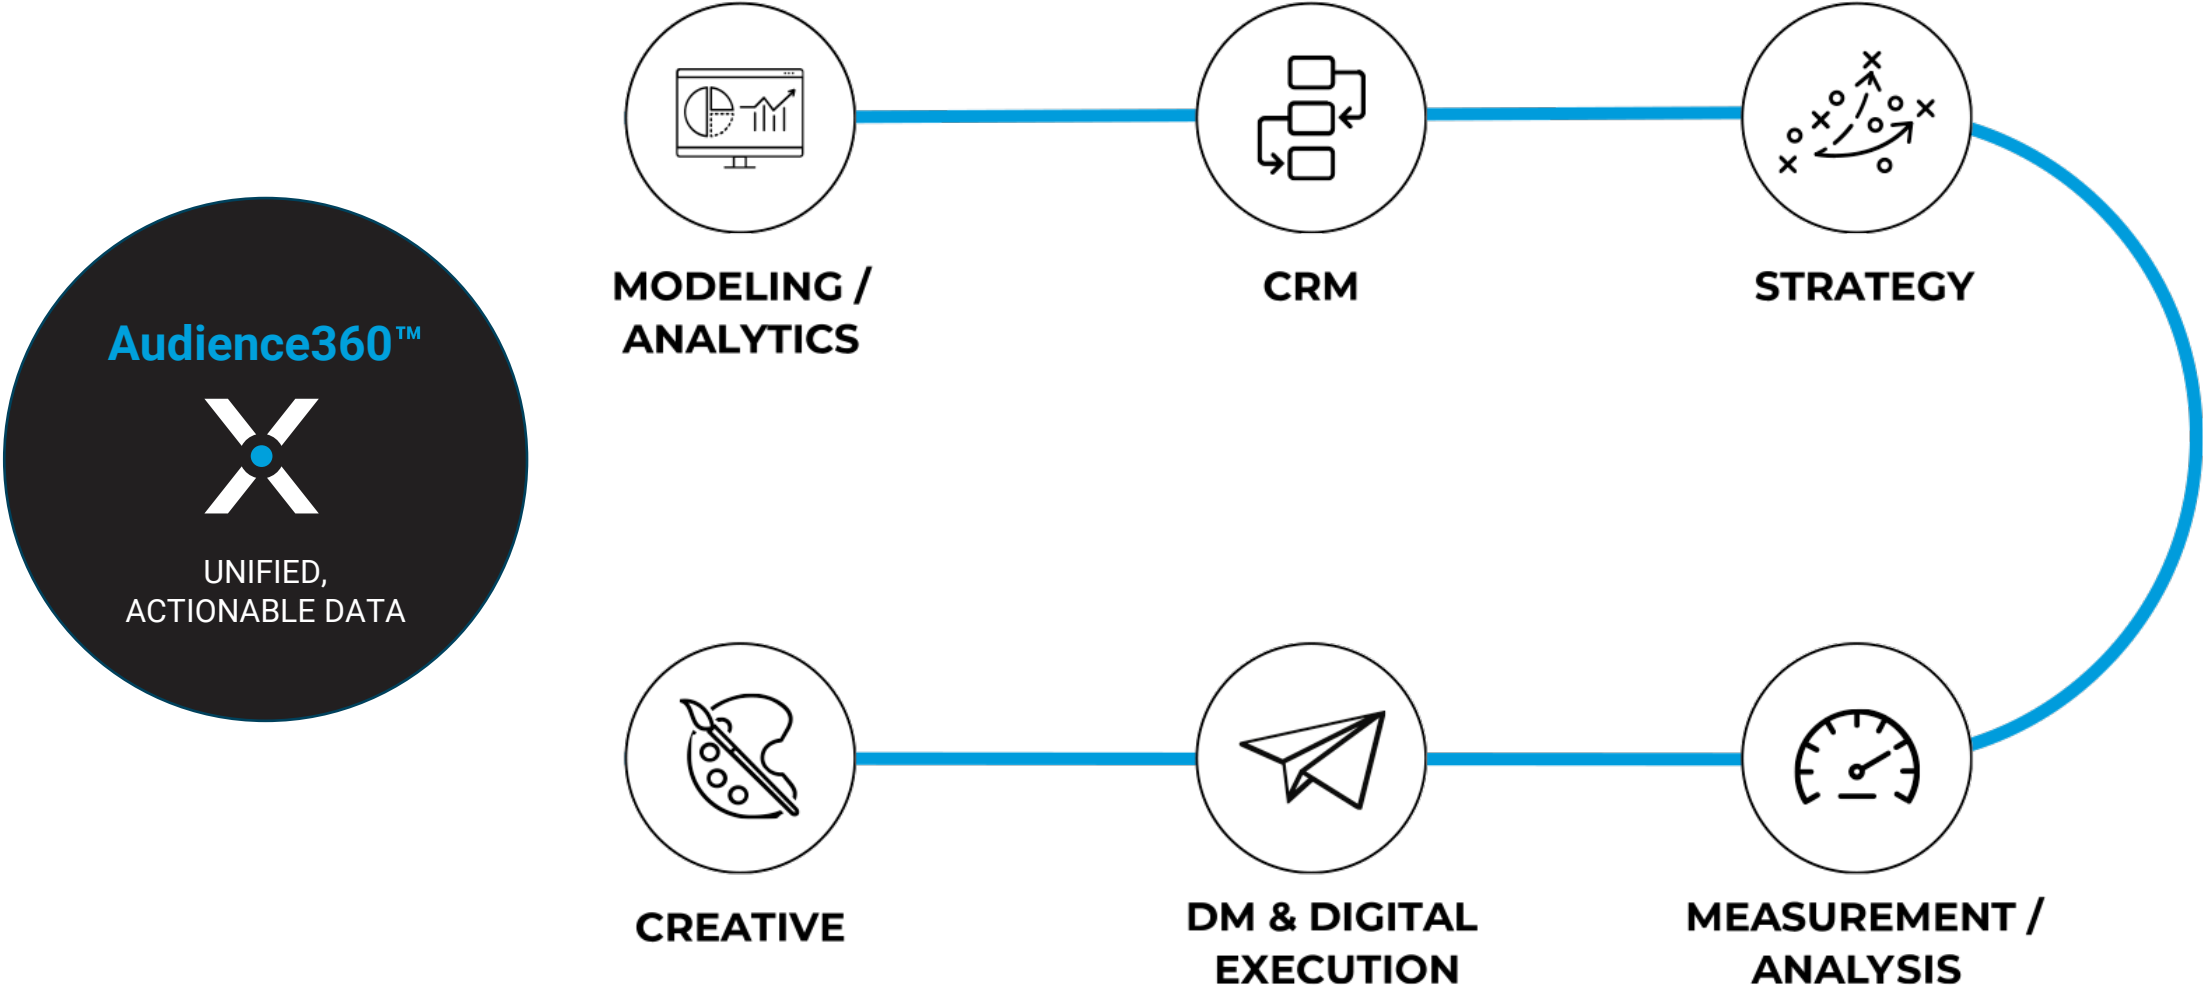 Audience360™
UNIFIED,
ACTIONABLE DATA
MODELING /
ANALYTICS
CRM
STRATEGY
CREATIVE
DM & DIGITAL
EXECUTION
MEASUREMENT /
ANALYSIS